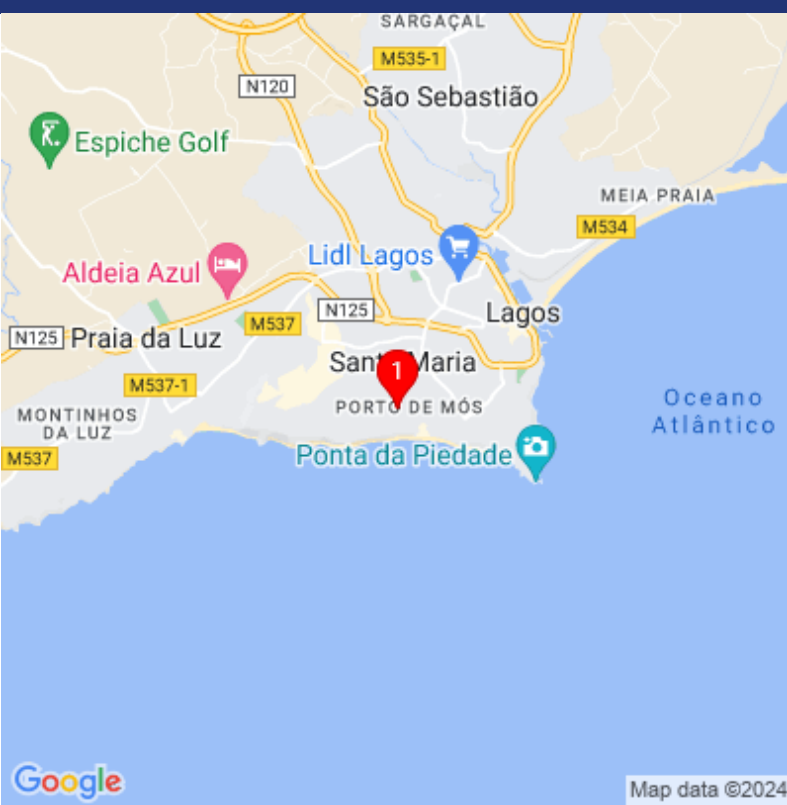 SARGAÇAL
M535-1
N120
São Sebastião
Espiche Golf
MEIA PRAIA
M534
Lidl Lagos
Aldeia Azul
N125
Lagos
M537
N125
Praia da Luz
Santa Maria
1
M537-1
PORTO DE MÓS
Oceano
Atlântico
MONTINHOS
DA LUZ
M537
Ponta da Piedade
Google
Map data ©2024